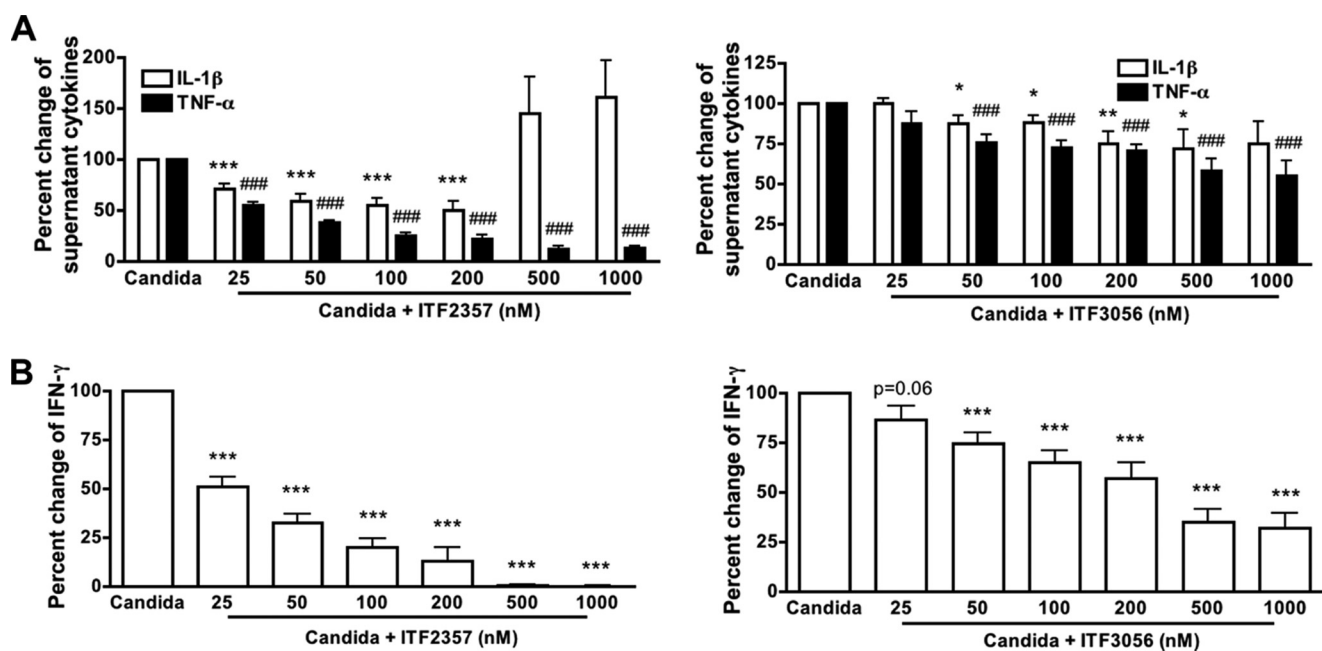 A
Percent change of
supernatant cytokines
200
150
100
50
0
IL-1β
TNF-α
*** ### *** ### *** ### *** ### ### ###
Candida 25 50 100 200 500 1000
Candida + ITF2357 (nM)
Percent change of
supernatant cytokines
125
100
75
50
25
0
IL-1β
TNF-α
* ### * ### ** ### * ### ###
Candida 25 50 100 200 500 1000
Candida + ITF3056 (nM)
B
Percent change of IFN-γ
100
75
50
25
0
*** *** *** *** *** ***
Candida 25 50 100 200 500 1000
Candida + ITF2357 (nM)
Percent change of IFN-γ
100
75
50
25
0
p=0.06 *** *** *** *** ***
Candida 25 50 100 200 500 1000
Candida + ITF3056 (nM)